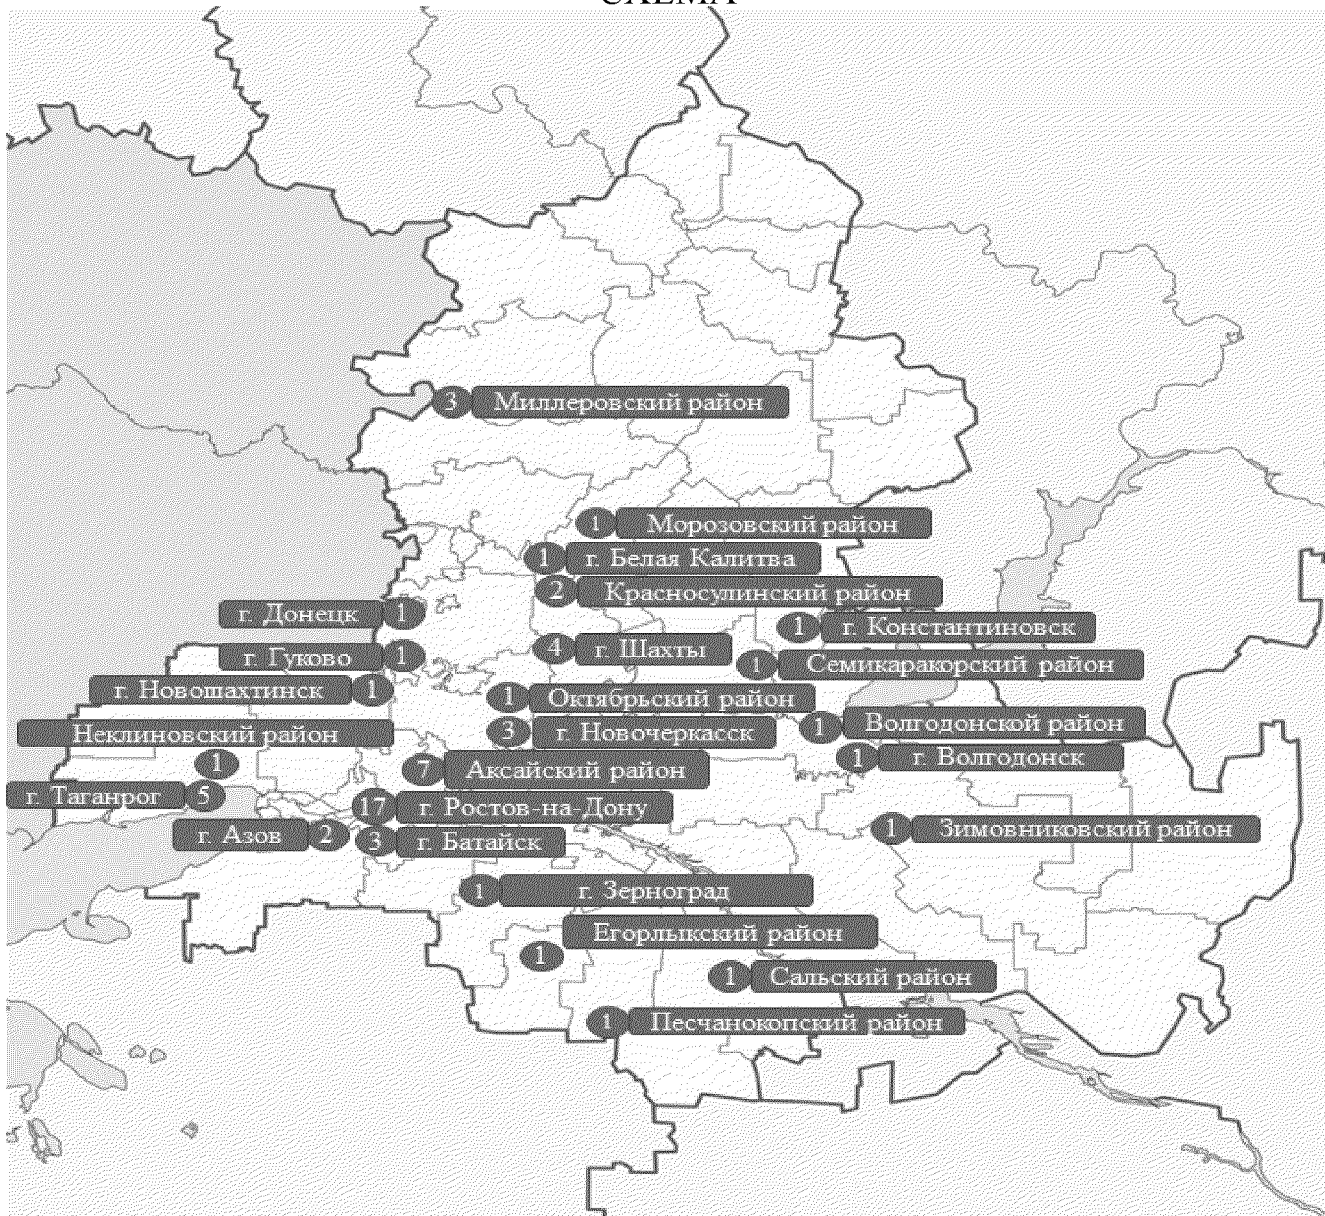 СХЕМА
3 Миллеровский район
1 Морозовский район
1 г. Белая Калитва
2 Красносулинский район
г. Донецк 1
1 г. Константиновск
4 г. Шахты
г. Гуково 1
1 Семикаракорский район
г. Новошахтинск 1
1 Октябрьский район
1 Волгодонской район
Неклиновский район
3 г. Новочеркасск
1 г. Волгодонск
1
7 Аксайский район
г. Таганрог 5
17 г. Ростов-на-Дону
г. Азов 2
3 г. Батайск
1 Зимовниковский район
1 г. Зерноград
Егорлыкский район
1
1 Сальский район
1 Песчанокопский район